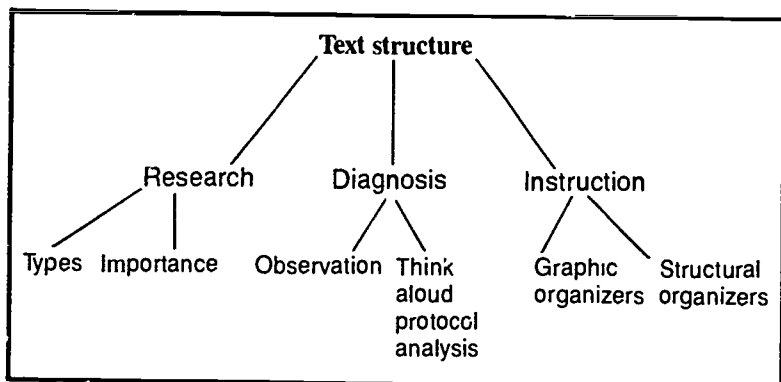 Text structure
Research Diagnosis Instruction
Types Importance Observation Think aloud protocol analysis Graphic organizers Structural organizers